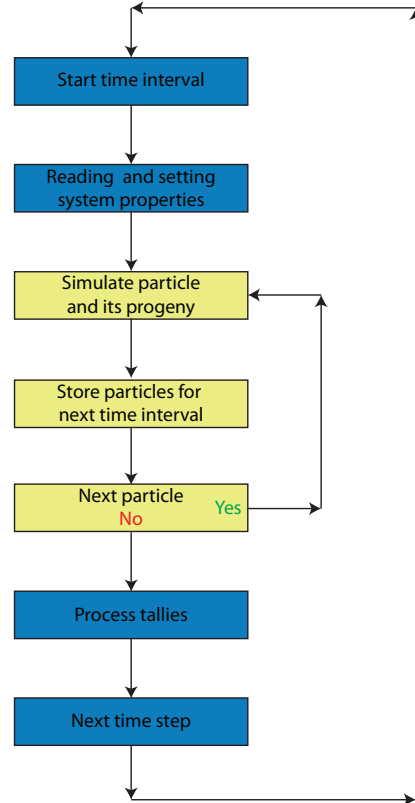 Start time interval
Reading and setting
system properties
Simulate particle
and its progeny
Store particles for
next time interval
Next particle
Yes
No
Process tallies
Next time step